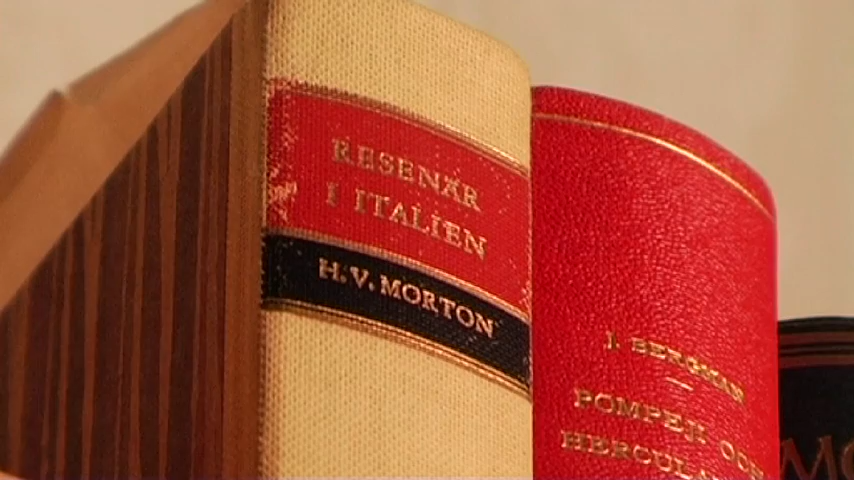 RESENÄR
I ITALIEN
H.V. MORTON
J. BERGMAN
POMPEJI OCH